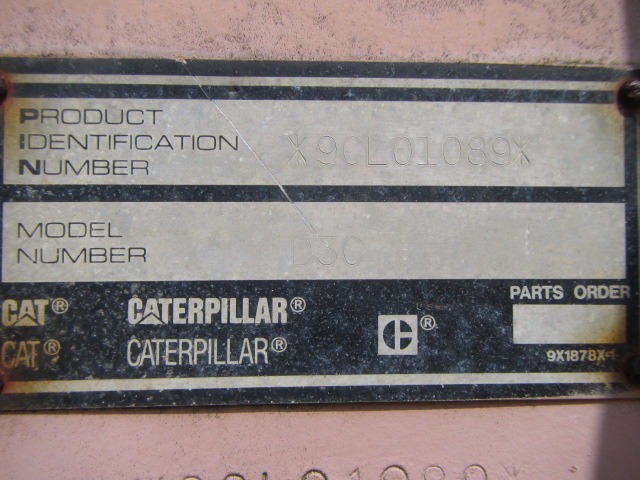 PRODUCT
IDENTIFICATION
NUMBER
X9CL01089X
MODEL
NUMBER
D3C
CAT® CATERPILLAR®
CAT® CATERPILLAR®
C®
PARTS ORDER
9X1878X-1